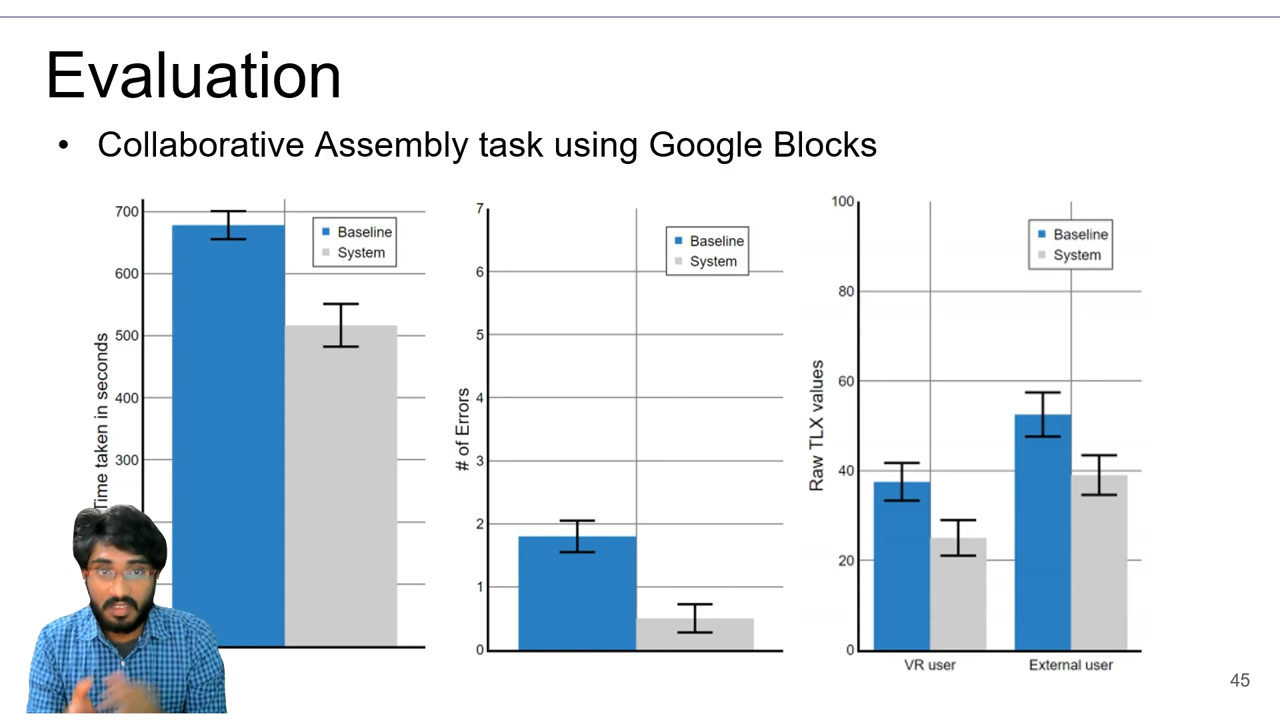 Evaluation
• Collaborative Assembly task using Google Blocks
700
600
500
400
300
Time taken in seconds
Baseline
System
7
6
5
4
3
2
1
0
# of Errors
Baseline
System
100
80
60
40
20
0
Raw TLX values
Baseline
System
VR user
External user
45